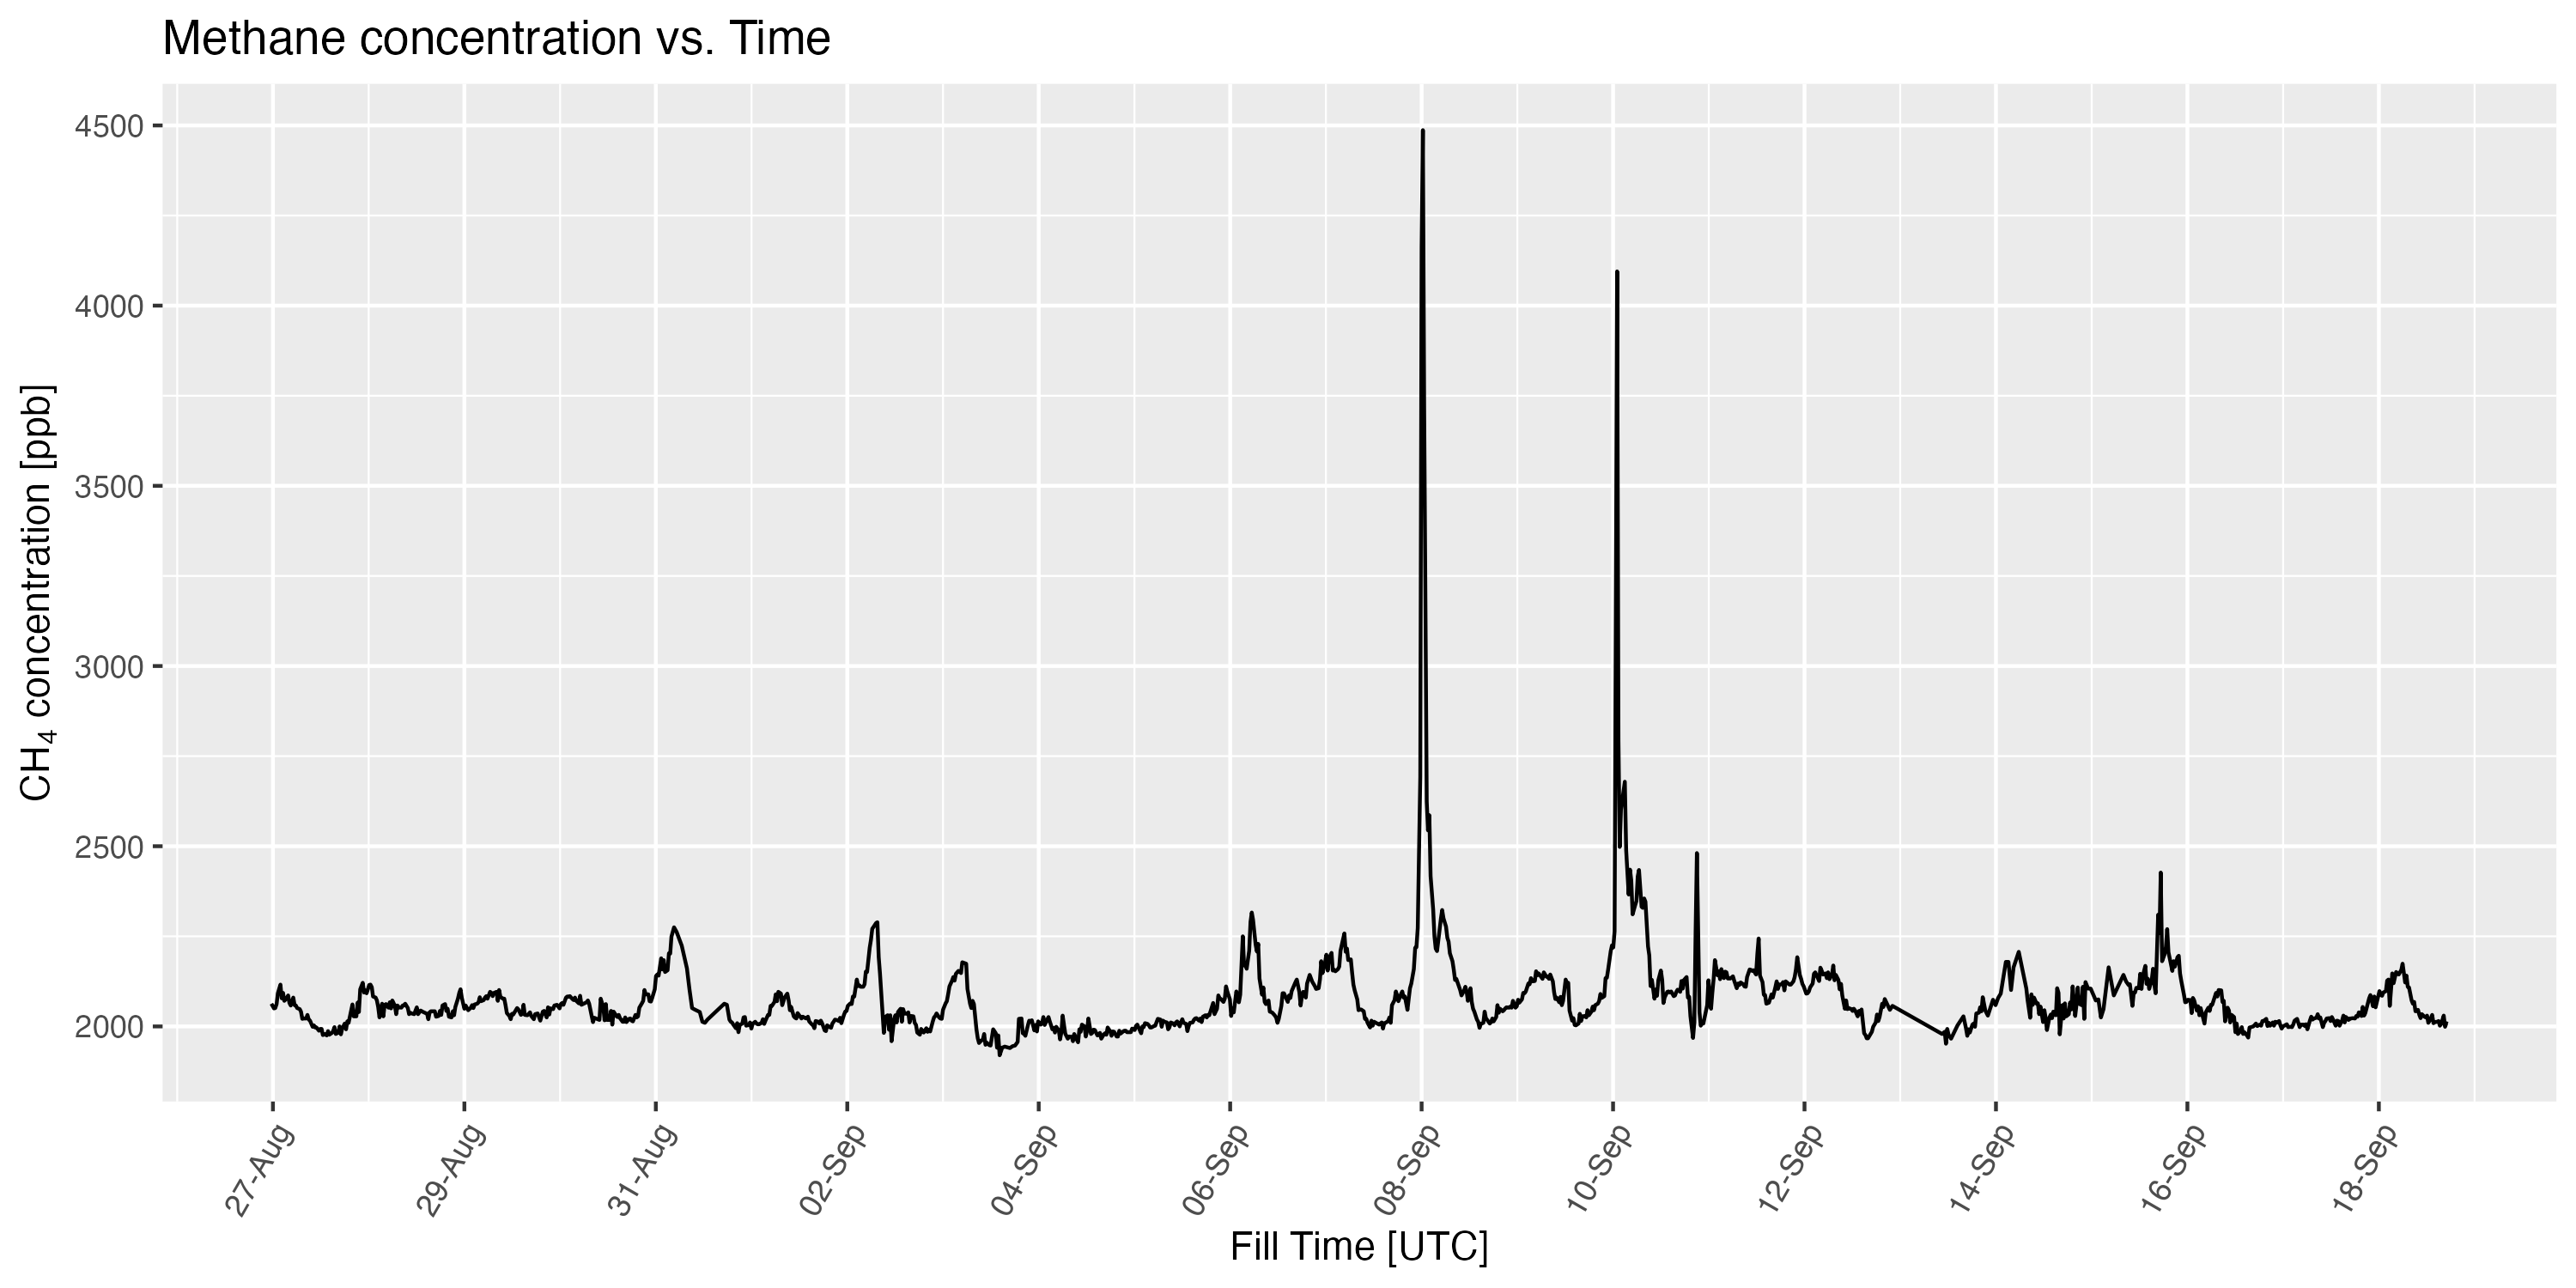 Methane concentration vs. Time
CH₄ concentration [ppb]
4500
4000
3500
3000
2500
2000
27-Aug
29-Aug
31-Aug
02-Sep
04-Sep
06-Sep
08-Sep
10-Sep
12-Sep
14-Sep
16-Sep
18-Sep
Fill Time [UTC]